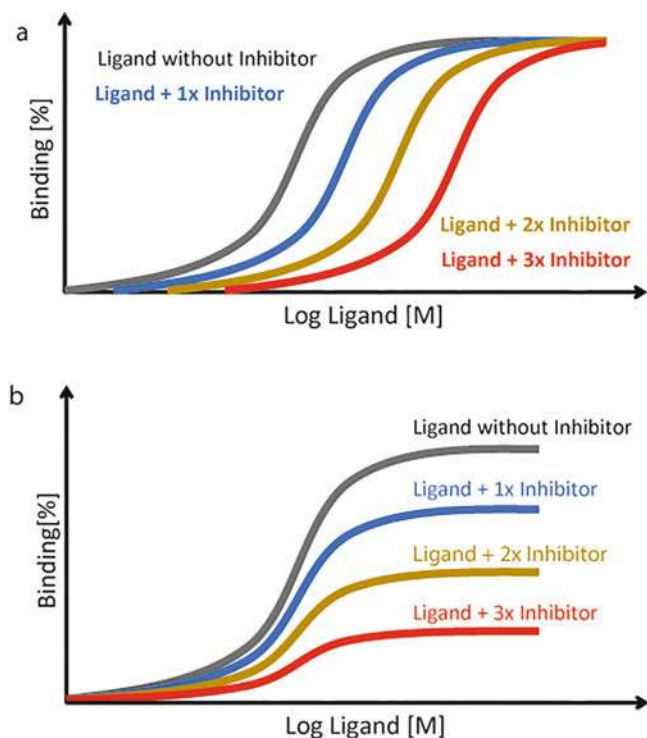 a
Ligand without Inhibitor
Ligand + 1x Inhibitor
Binding [%]
Ligand + 2x Inhibitor
Ligand + 3x Inhibitor
Log Ligand [M]
b
Ligand without Inhibitor
Ligand + 1x Inhibitor
Binding[%]
Ligand + 2x Inhibitor
Ligand + 3x Inhibitor
Log Ligand [M]